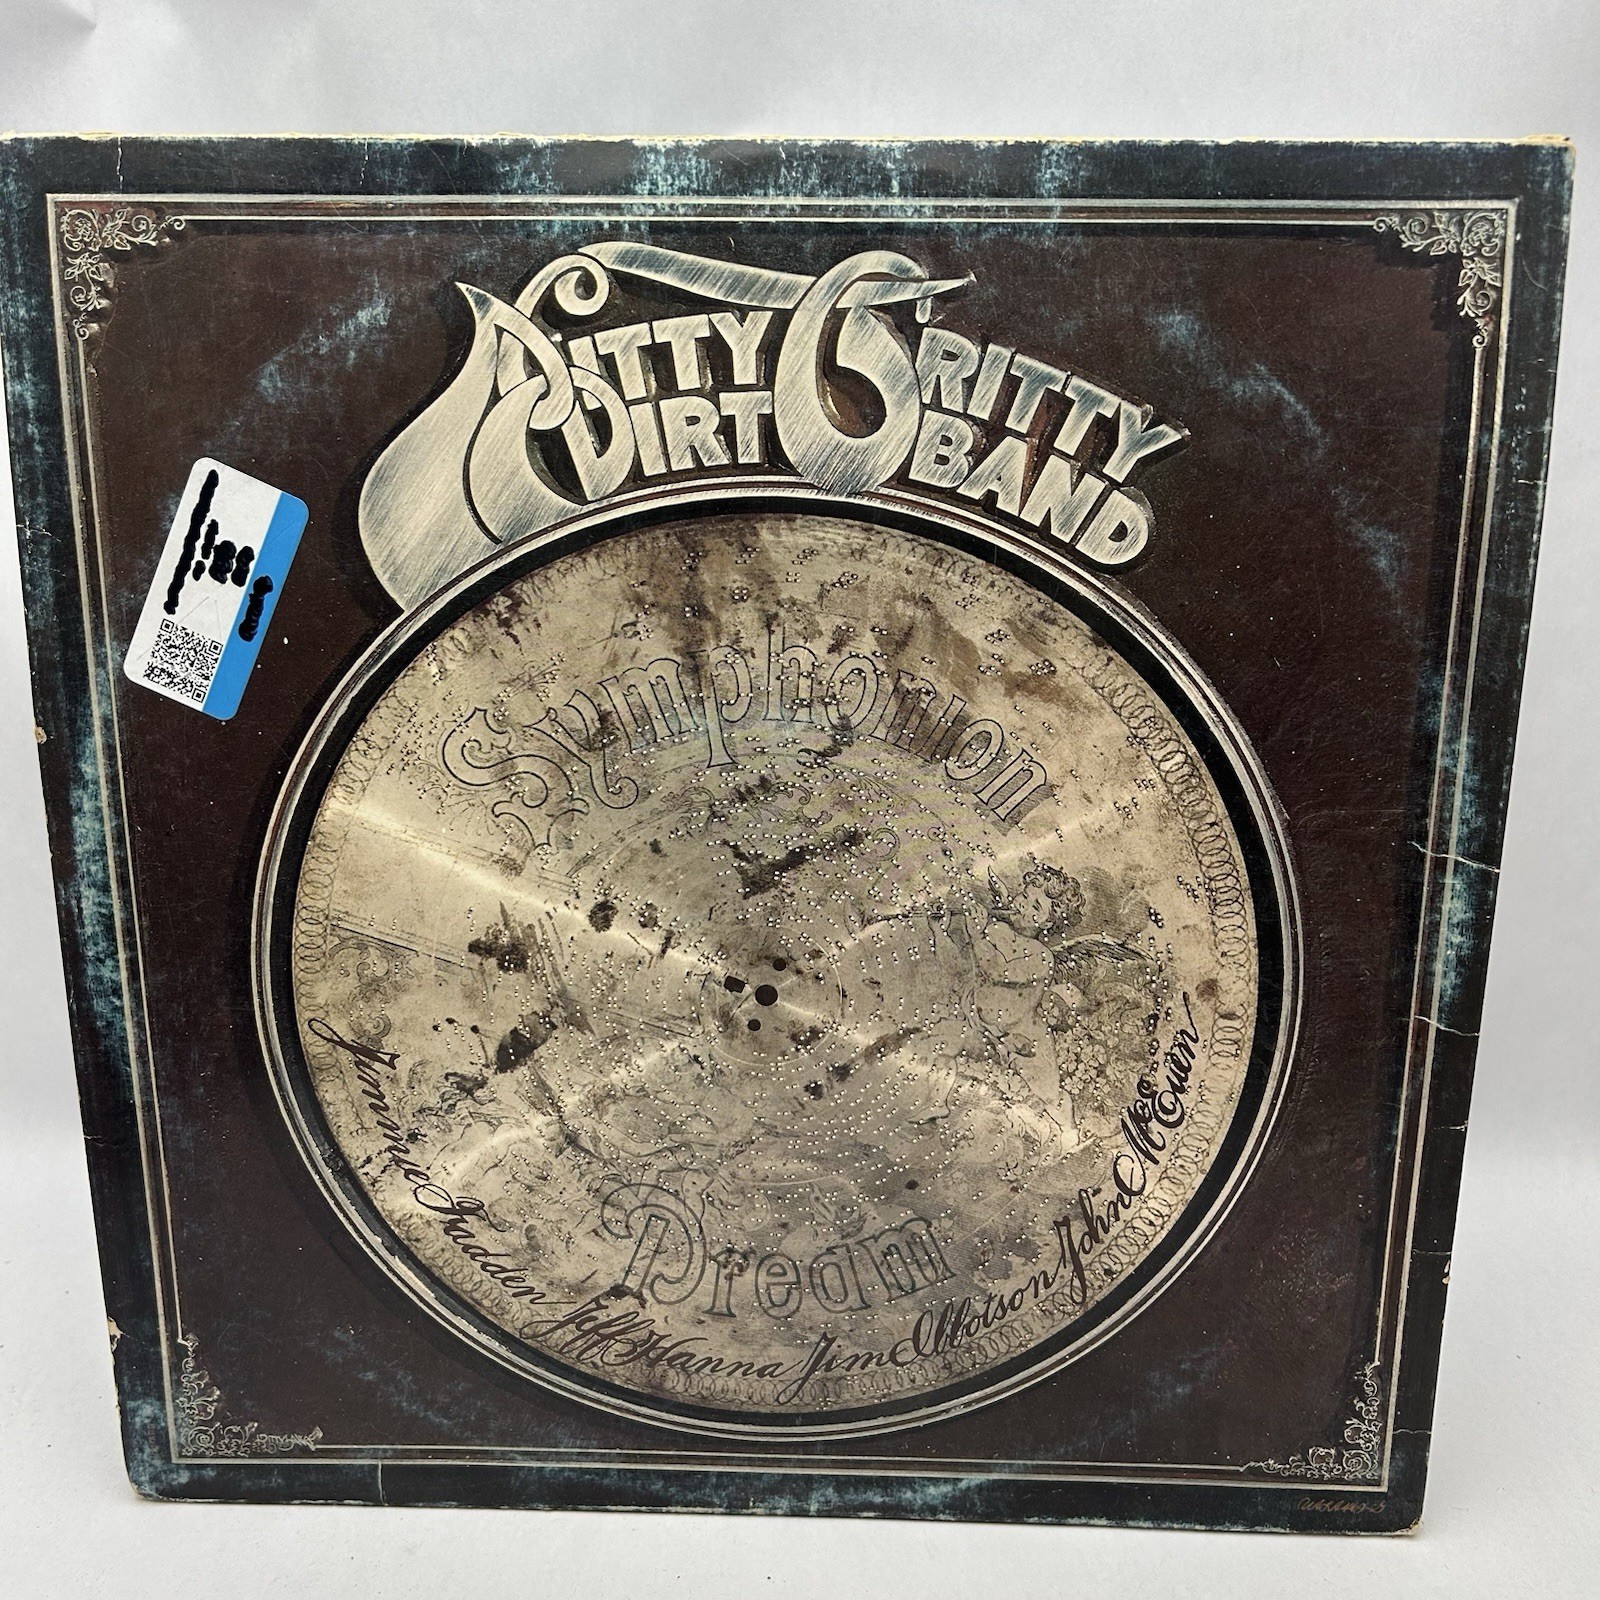 NITTY GRITTY
DIRT BAND
Symphonion
Dream
Jimmie Fadden Jeff Hanna Jim Ibbotson John McEuen